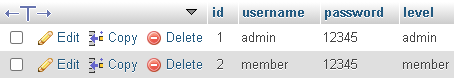 id username password level
Edit Copy Delete 1 admin 12345 admin
Edit Copy Delete 2 member 12345 member